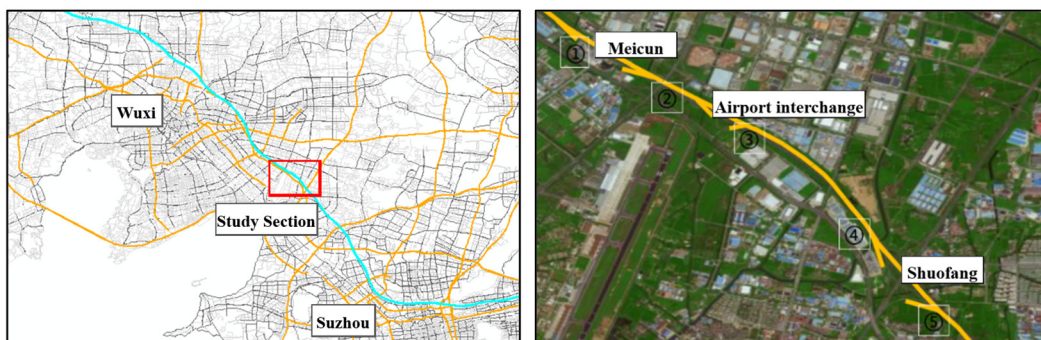 Wuxi
Study Section
Suzhou
①
Meicun
②
Airport interchange
③
④
Shuofang
⑤